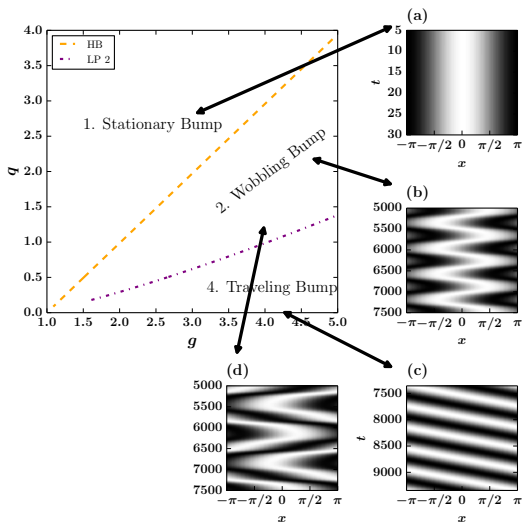 (a)
4.0
3.5
3.0
2.5
2.0
1.5
1.0
0.5
0.0
q
HB
LP 2
1. Stationary Bump
2. Wobbling Bump
4. Traveling Bump
1.0 1.5 2.0 2.5 3.0 3.5 4.0 4.5 5.0
g
5
10
15
20
25
30
t
−π −π/2 0 π/2 π
x
(b)
5000
5500
6000
6500
7000
7500
−π −π/2 0 π/2 π
x
(d)
5000
5500
6000
6500
7000
7500
−π −π/2 0 π/2 π
x
(c)
7500
8000
8500
9000
t
−π −π/2 0 π/2 π
x